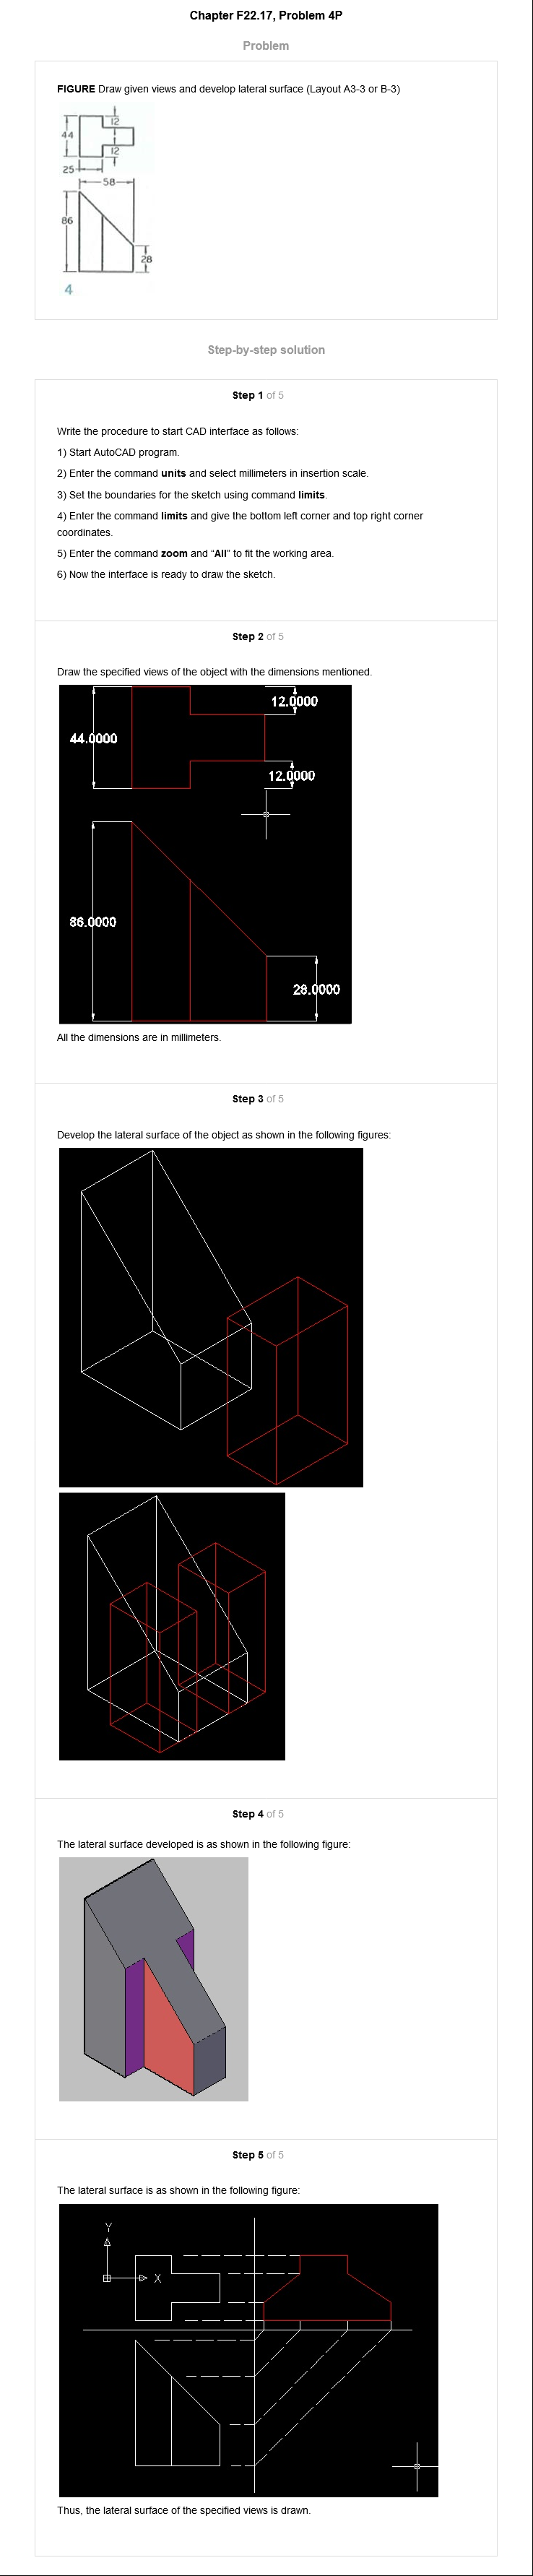 Chapter F22.17, Problem 4P
Problem
FIGURE Draw given views and develop lateral surface (Layout A3-3 or B-3)
12
44
12
25
58
86
28
4
Step-by-step solution
Step 1 of 5
Write the procedure to start CAD interface as follows:
1) Start AutoCAD program.
2) Enter the command units and select millimeters in insertion scale.
3) Set the boundaries for the sketch using command limits.
4) Enter the command limits and give the bottom left corner and top right corner
coordinates.
5) Enter the command zoom and “All” to fit the working area.
6) Now the interface is ready to draw the sketch.
Step 2 of 5
Draw the specified views of the object with the dimensions mentioned.
12.0000
44.0000
12.0000
86.0000
28.0000
All the dimensions are in millimeters.
Step 3 of 5
Develop the lateral surface of the object as shown in the following figures:
Step 4 of 5
The lateral surface developed is as shown in the following figure:
Step 5 of 5
The lateral surface is as shown in the following figure:
Y
X
Thus, the lateral surface of the specified views is drawn.